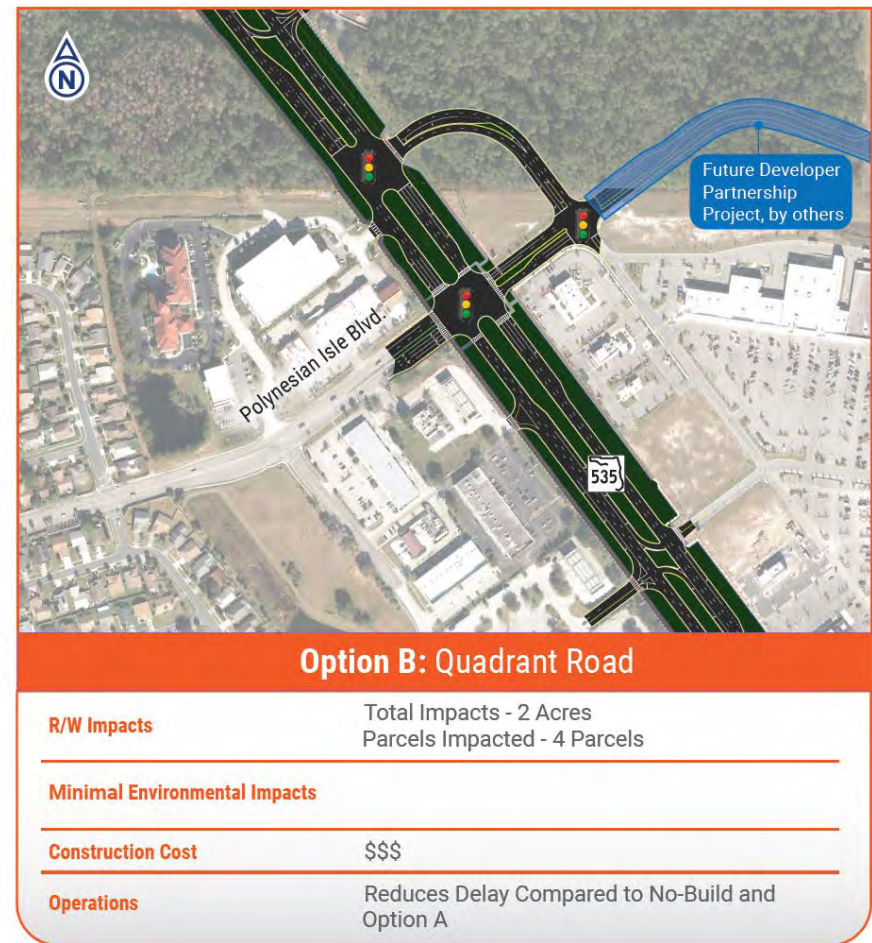 N
Future Developer
Partnership
Project, by others
Polynesian Isle Blvd.
535
Option B: Quadrant Road
R/W Impacts
Total Impacts - 2 Acres
Parcels Impacted - 4 Parcels
Minimal Environmental Impacts
Construction Cost
$$$
Operations
Reduces Delay Compared to No-Build and
Option A